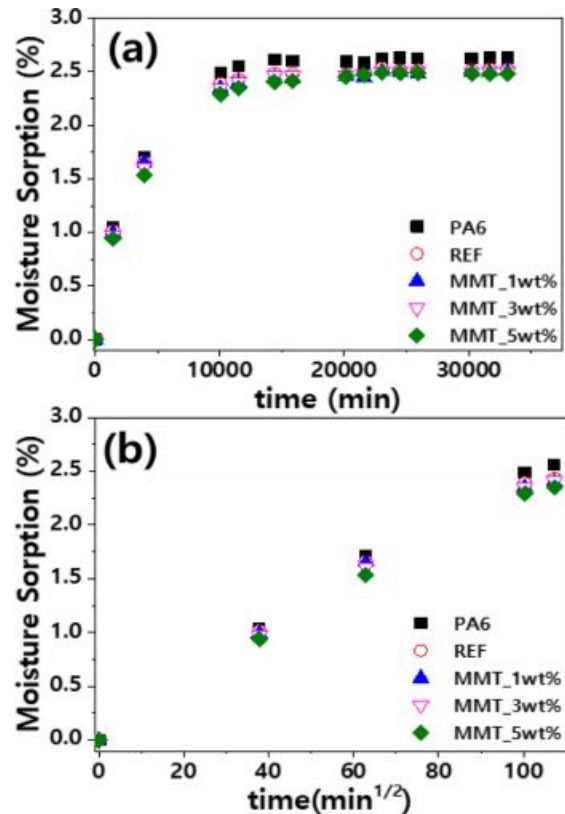 (a)
Moisture Sorption (%)
3.0
2.5
2.0
1.5
1.0
0.5
0.0
PA6
REF
MMT_1wt%
MMT_3wt%
MMT_5wt%
0 10000 20000 30000
time (min)
(b)
Moisture Sorption (%)
3.0
2.5
2.0
1.5
1.0
0.5
0.0
PA6
REF
MMT_1wt%
MMT_3wt%
MMT_5wt%
0 20 40 60 80 100
time(min^1/2)